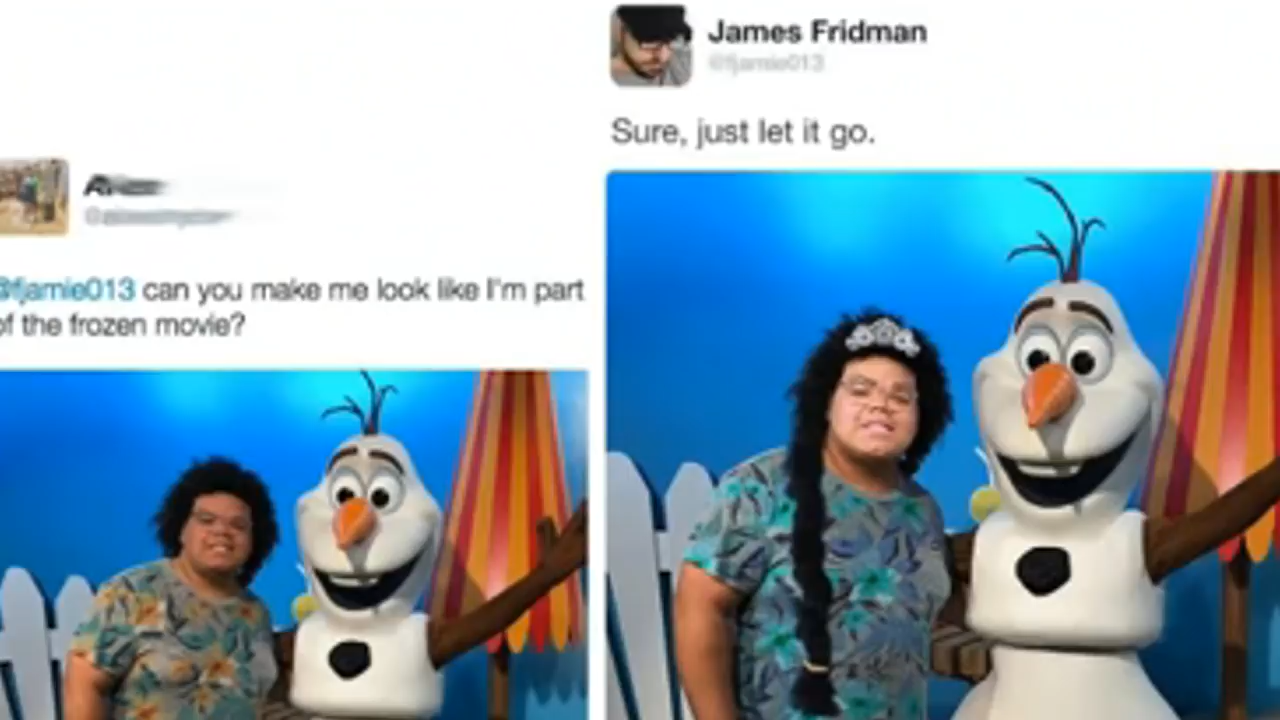 @fjamie013 can you make me look like I'm part
of the frozen movie?
James Fridman
@fjamie013
Sure, just let it go.